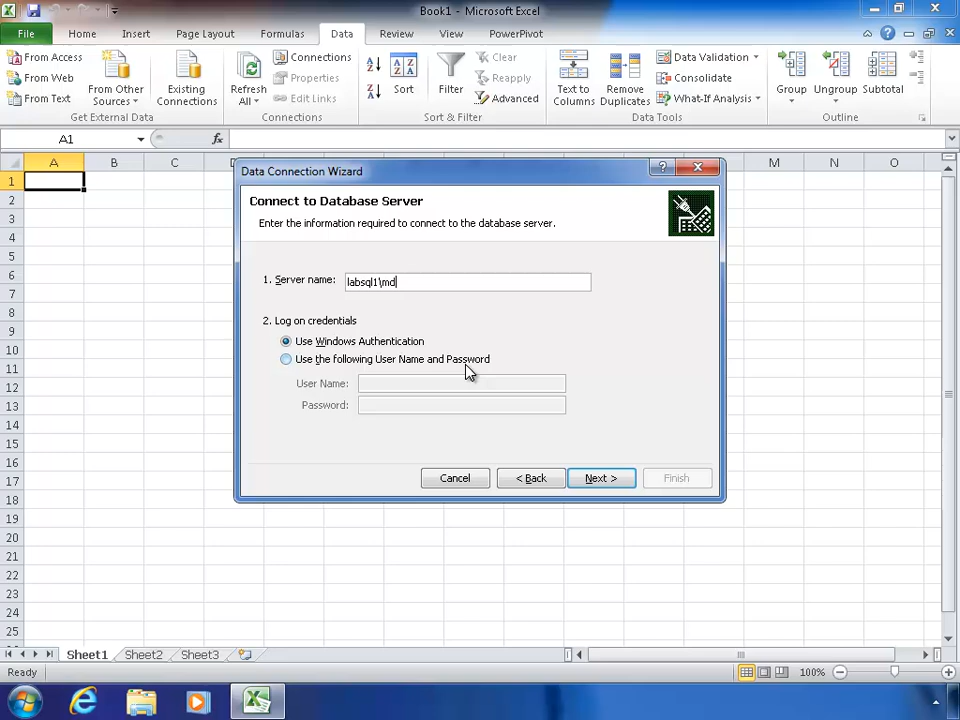 Book1 - Microsoft Excel
File Home Insert Page Layout Formulas Data Review View PowerPivot
From Access
From Web
From Text
From Other Sources
Existing Connections
Get External Data
Refresh All
Connections
Properties
Edit Links
Connections
Sort
Filter
Clear
Reapply
Advanced
Sort & Filter
Text to Columns
Remove Duplicates
Data Validation
Consolidate
What-If Analysis
Data Tools
Group
Ungroup
Subtotal
Outline
A1
fx
A B C D M N O
Data Connection Wizard
Connect to Database Server
Enter the information required to connect to the database server.
1. Server name: labsql1\md
2. Log on credentials
Use Windows Authentication
Use the following User Name and Password
User Name:
Password:
Cancel < Back Next > Finish
1
2
3
4
5
6
7
8
9
10
11
12
13
14
15
16
17
18
19
20
21
22
23
24
25
Sheet1 Sheet2 Sheet3
Ready
100%